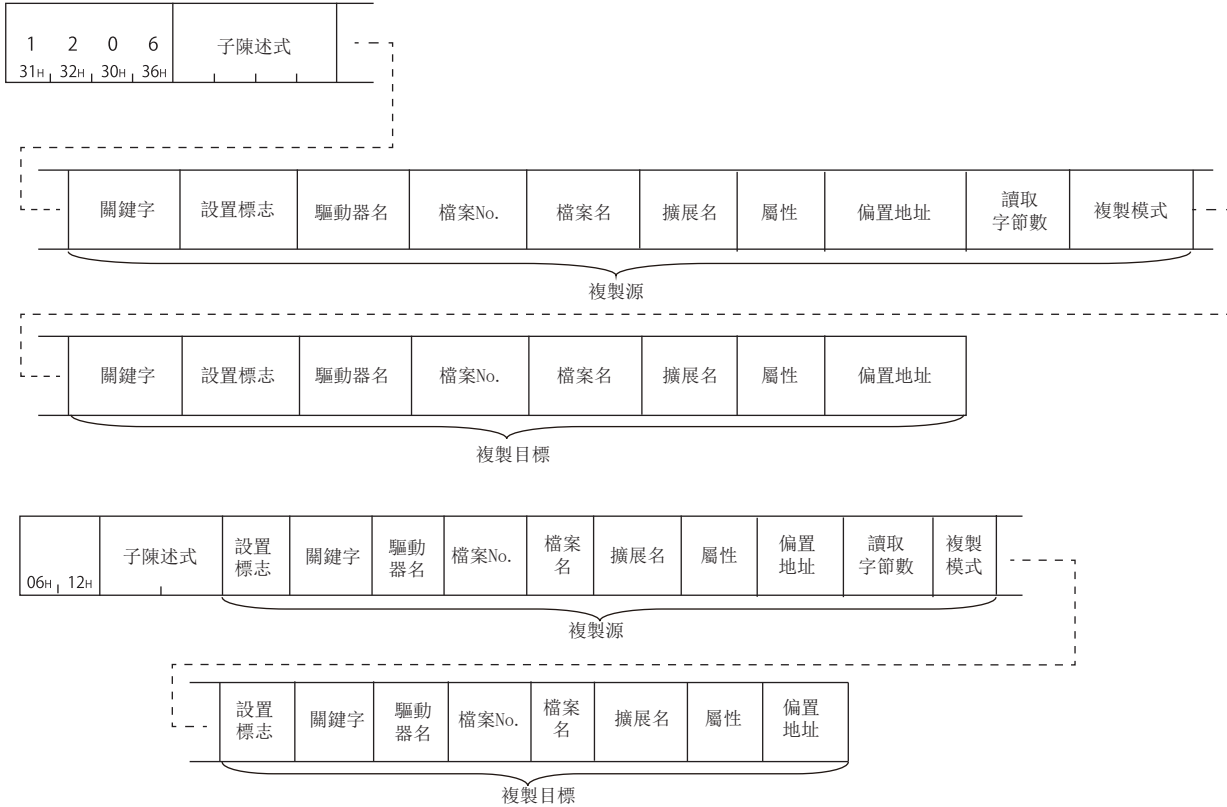 1 2 0 6 子陳述式
31H 32H 30H 36H
關鍵字 設置標志 驅動器名 檔案No. 檔案名 擴展名 屬性 偏置地址 讀取 字節數 複製模式
複製源
關鍵字 設置標志 驅動器名 檔案No. 檔案名 擴展名 屬性 偏置地址
複製目標
06H 12H 子陳述式 設置 標志 關鍵字 驅動 器名 檔案No. 檔案 名 擴展名 屬性 偏置 地址 讀取 字節數 複製 模式
複製源
設置 標志 關鍵字 驅動 器名 檔案No. 檔案 名 擴展名 屬性 偏置 地址
複製目標